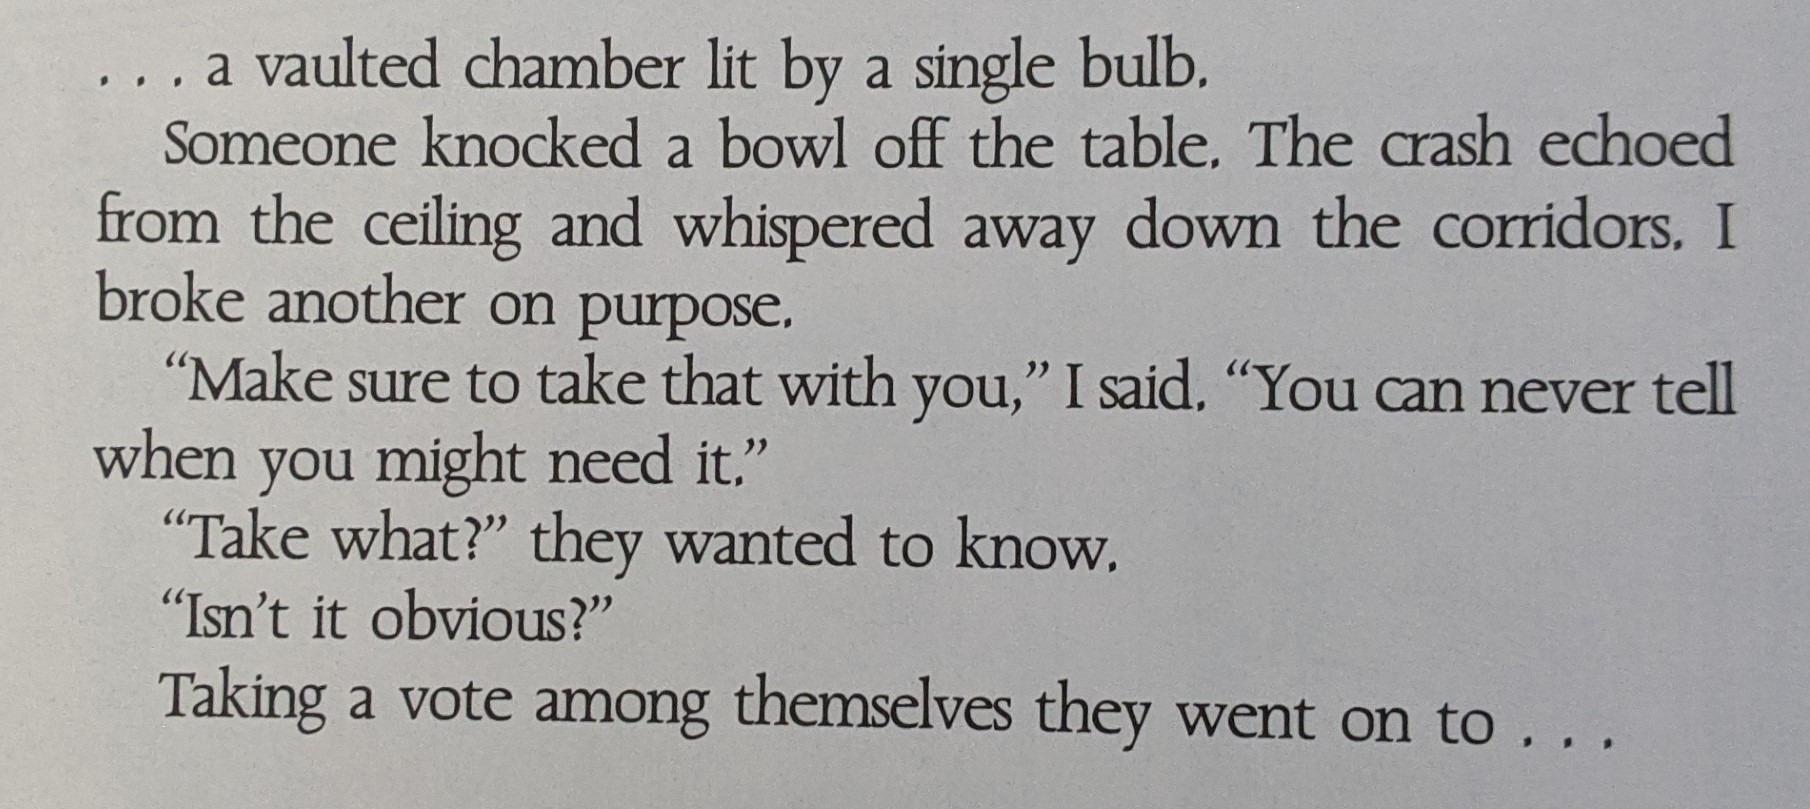 . . . a vaulted chamber lit by a single bulb.
Someone knocked a bowl off the table. The crash echoed
from the ceiling and whispered away down the corridors. I
broke another on purpose.
“Make sure to take that with you,” I said. “You can never tell
when you might need it.”
“Take what?” they wanted to know.
“Isn’t it obvious?”
Taking a vote among themselves they went on to . . .